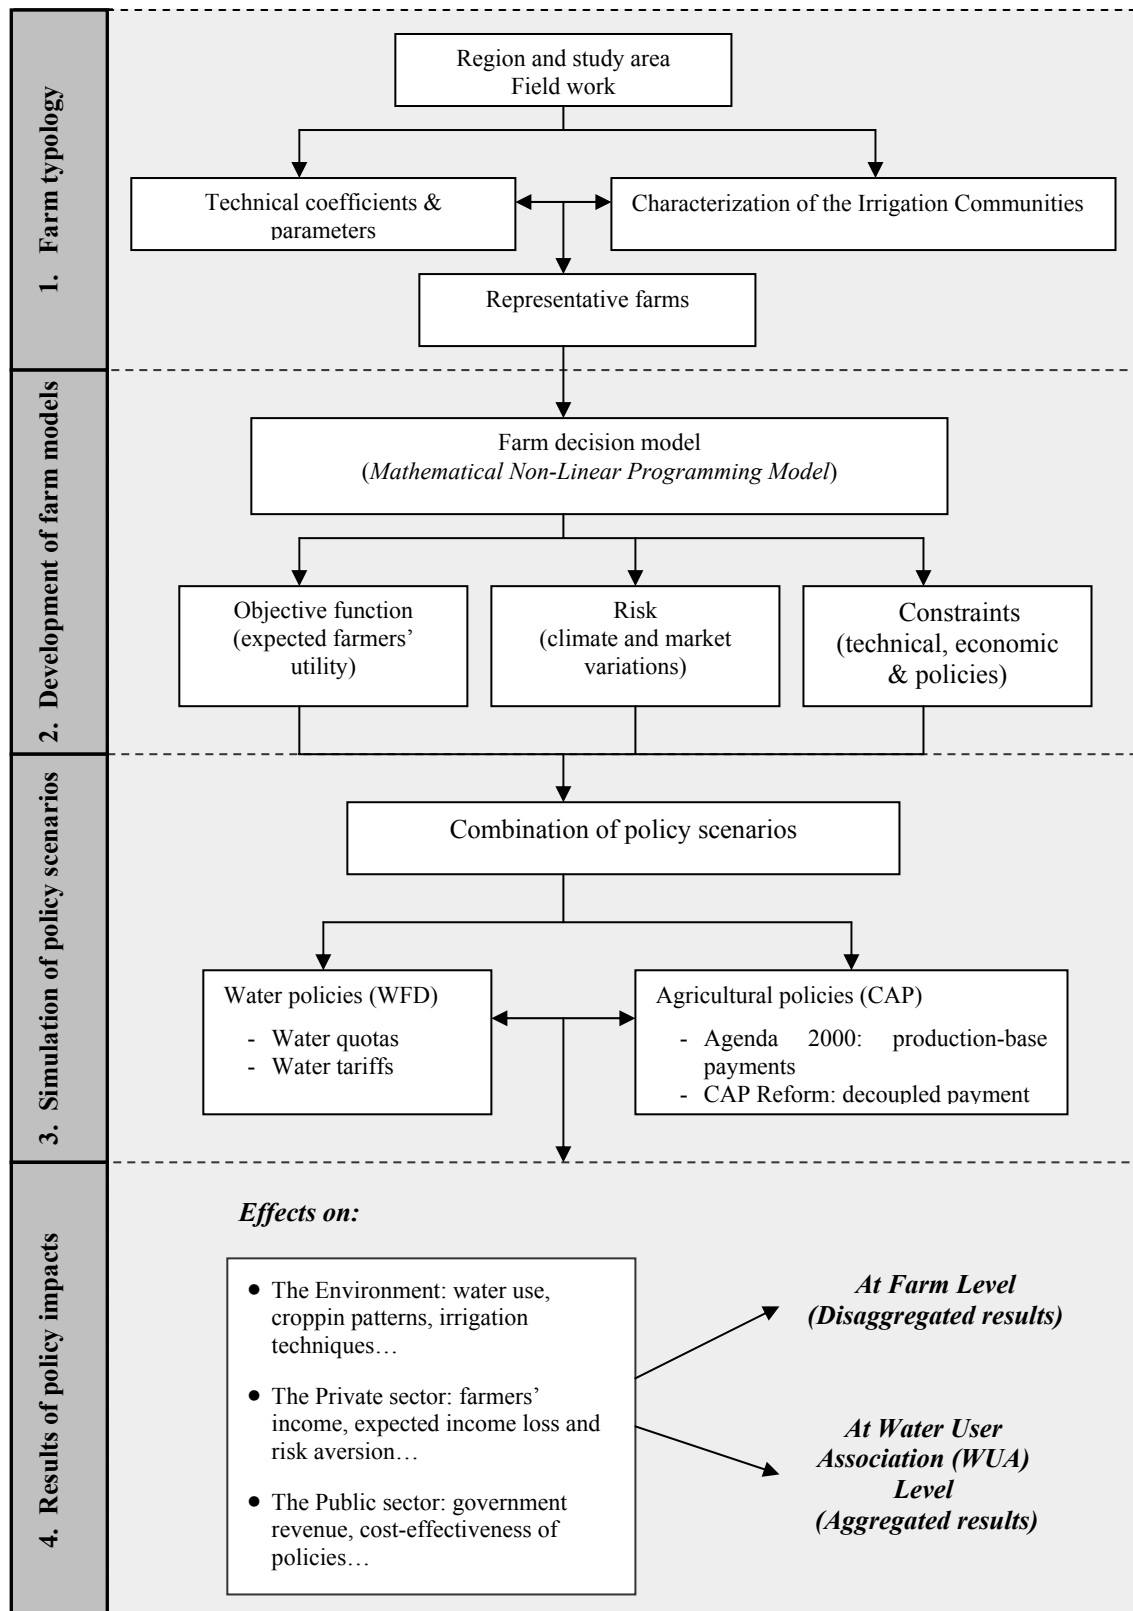 1. Farm typology
Region and study area
Field work
Technical coefficients &
parameters
Characterization of the Irrigation Communities
Representative farms
2. Development of farm models
Farm decision model
(Mathematical Non-Linear Programming Model)
Objective function
(expected farmers’
utility)
Risk
(climate and market
variations)
Constraints
(technical, economic
& policies)
3. Simulation of policy scenarios
Combination of policy scenarios
Water policies (WFD)
- Water quotas
- Water tariffs
Agricultural policies (CAP)
- Agenda 2000: production-base
payments
- CAP Reform: decoupled payment
4. Results of policy impacts
Effects on:
● The Environment: water use,
croppin patterns, irrigation
techniques…
● The Private sector: farmers’
income, expected income loss and
risk aversion…
● The Public sector: government
revenue, cost-effectiveness of
policies…
At Farm Level
(Disaggregated results)
At Water User
Association (WUA)
Level
(Aggregated results)